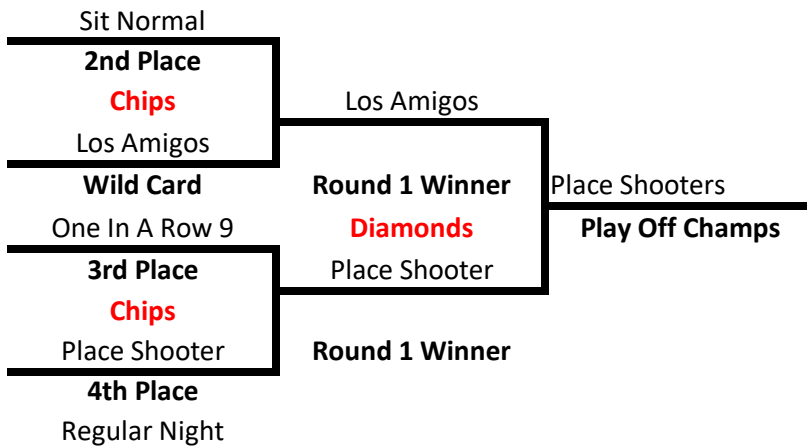 Sit Normal
2nd Place
Chips
Los Amigos
Los Amigos
Wild Card
Round 1 Winner
Place Shooters
One In A Row 9
Diamonds
Play Off Champs
3rd Place
Place Shooter
Chips
Place Shooter
Round 1 Winner
4th Place
Regular Night